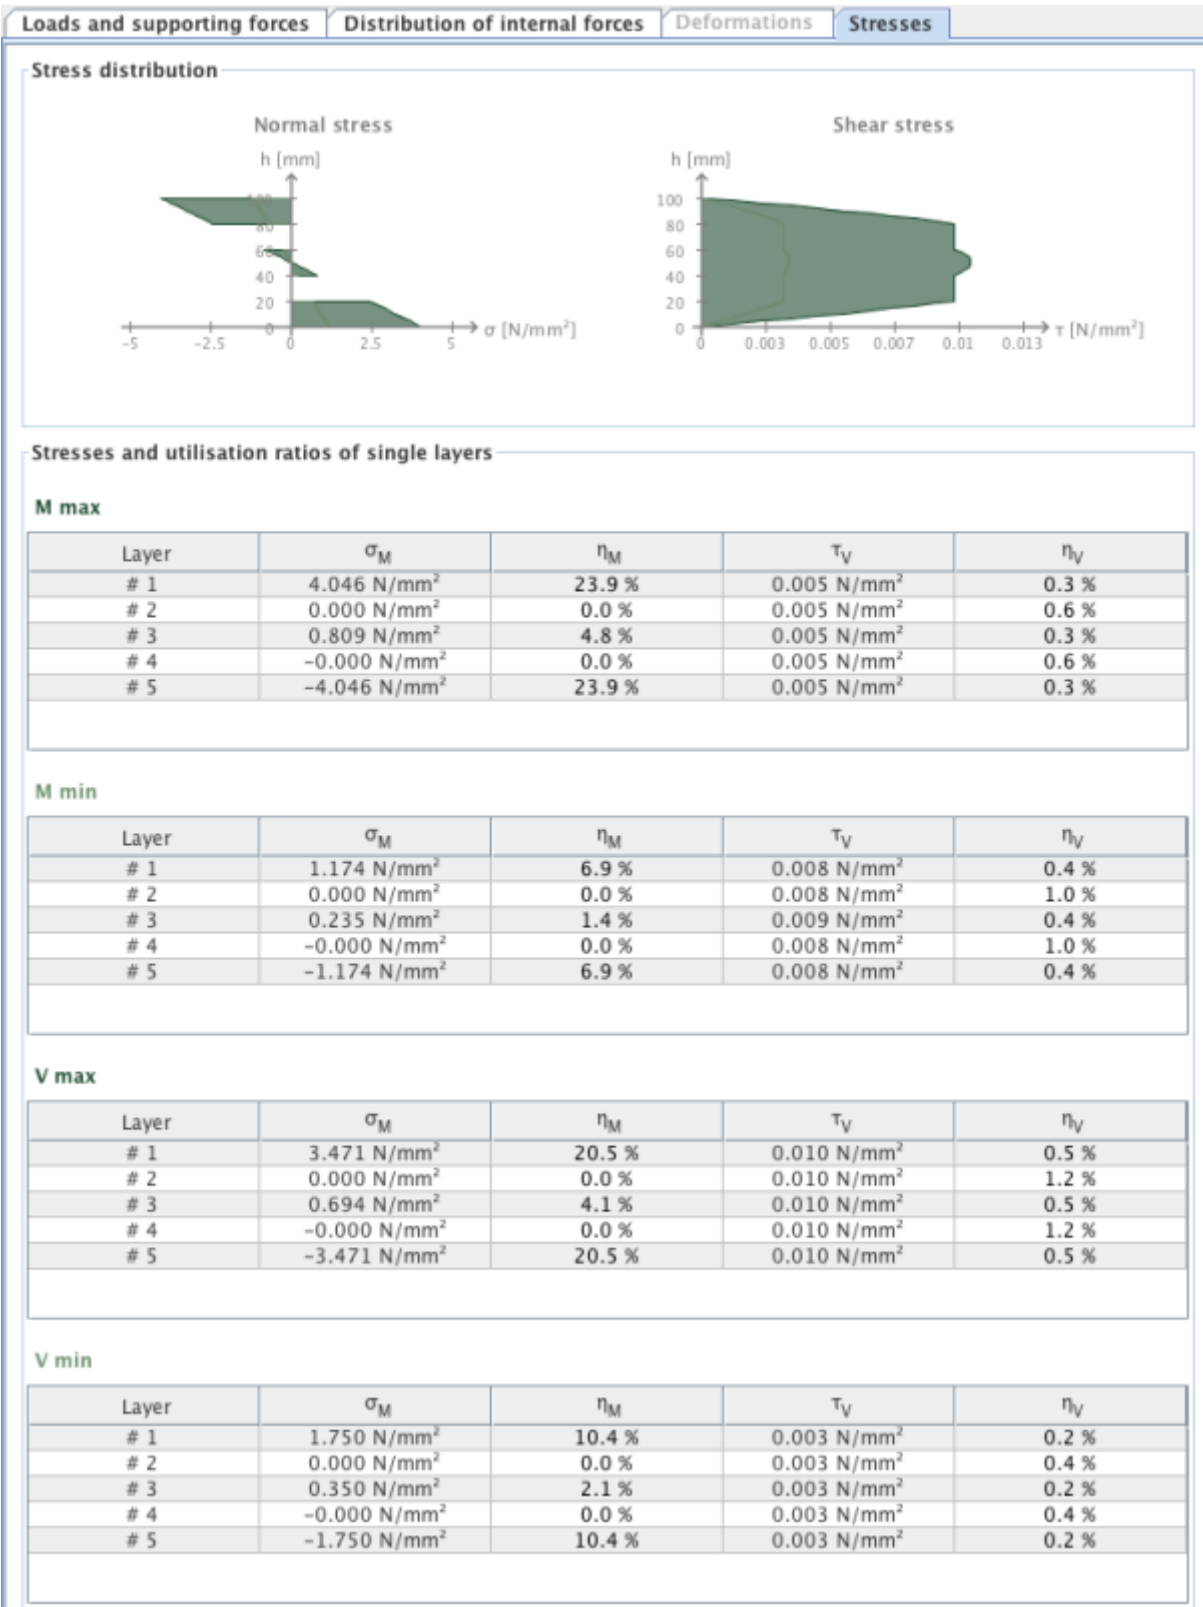 Loads and supporting forces Distribution of internal forces Deformations Stresses
Stress distribution
Normal stress Shear stress
h [mm] h [mm]
100 100
80 80
60 60
40 40
20 20
0 0
σ [N/mm²] τ [N/mm²]
-5 -2.5 0 2.5 5 0 0.003 0.005 0.007 0.01 0.013
Stresses and utilisation ratios of single layers
M max
Layer σM ηM τV ηV
# 1 4.046 N/mm² 23.9 % 0.005 N/mm² 0.3 %
# 2 0.000 N/mm² 0.0 % 0.005 N/mm² 0.6 %
# 3 0.809 N/mm² 4.8 % 0.005 N/mm² 0.3 %
# 4 -0.000 N/mm² 0.0 % 0.005 N/mm² 0.6 %
# 5 -4.046 N/mm² 23.9 % 0.005 N/mm² 0.3 %
M min
Layer σM ηM τV ηV
# 1 1.174 N/mm² 6.9 % 0.008 N/mm² 0.4 %
# 2 0.000 N/mm² 0.0 % 0.008 N/mm² 1.0 %
# 3 0.235 N/mm² 1.4 % 0.009 N/mm² 0.4 %
# 4 -0.000 N/mm² 0.0 % 0.008 N/mm² 1.0 %
# 5 -1.174 N/mm² 6.9 % 0.008 N/mm² 0.4 %
V max
Layer σM ηM τV ηV
# 1 3.471 N/mm² 20.5 % 0.010 N/mm² 0.5 %
# 2 0.000 N/mm² 0.0 % 0.010 N/mm² 1.2 %
# 3 0.694 N/mm² 4.1 % 0.010 N/mm² 0.5 %
# 4 -0.000 N/mm² 0.0 % 0.010 N/mm² 1.2 %
# 5 -3.471 N/mm² 20.5 % 0.010 N/mm² 0.5 %
V min
Layer σM ηM τV ηV
# 1 1.750 N/mm² 10.4 % 0.003 N/mm² 0.2 %
# 2 0.000 N/mm² 0.0 % 0.003 N/mm² 0.4 %
# 3 0.350 N/mm² 2.1 % 0.003 N/mm² 0.2 %
# 4 -0.000 N/mm² 0.0 % 0.003 N/mm² 0.4 %
# 5 -1.750 N/mm² 10.4 % 0.003 N/mm² 0.2 %